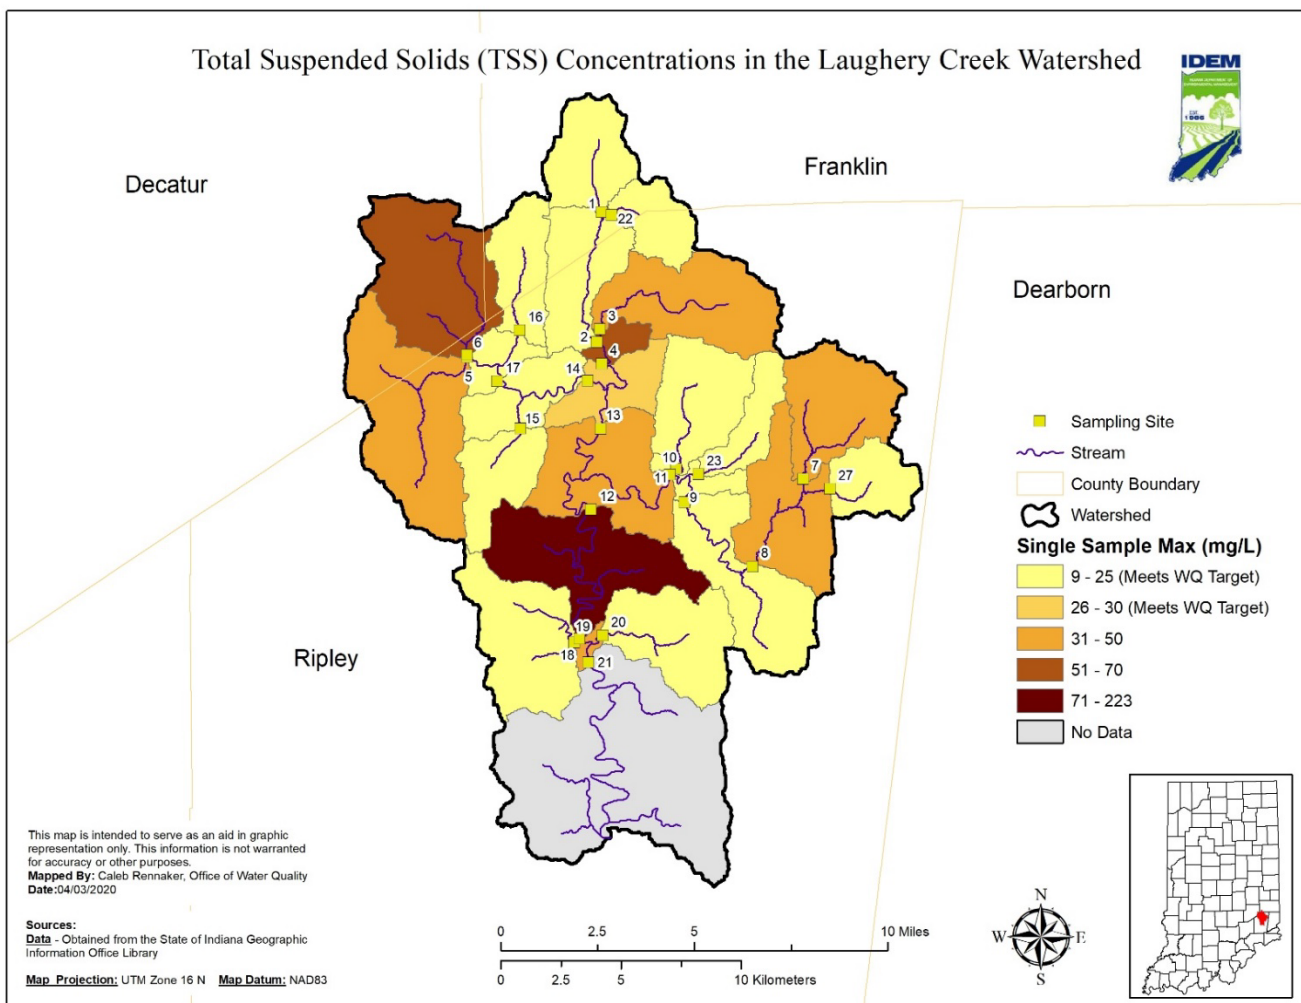 Total Suspended Solids (TSS) Concentrations in the Laughery Creek Watershed
IDEM
Decatur
Franklin
Dearborn
Ripley
1
22
3
2
4
16
6
5
17
14
15
13
10
11
23
9
7
27
12
8
19
20
18
21
Sampling Site
Stream
County Boundary
Watershed
Single Sample Max (mg/L)
9 - 25 (Meets WQ Target)
26 - 30 (Meets WQ Target)
31 - 50
51 - 70
71 - 223
No Data
This map is intended to serve as an aid in graphic
representation only. This information is not warranted
for accuracy or other purposes.
Mapped By: Caleb Rennaker, Office of Water Quality
Date:04/03/2020
Sources:
Data - Obtained from the State of Indiana Geographic
Information Office Library
Map Projection: UTM Zone 16 N Map Datum: NAD83
0 2.5 5 10 Miles
0 2.5 5 10 Kilometers
N
W E
S